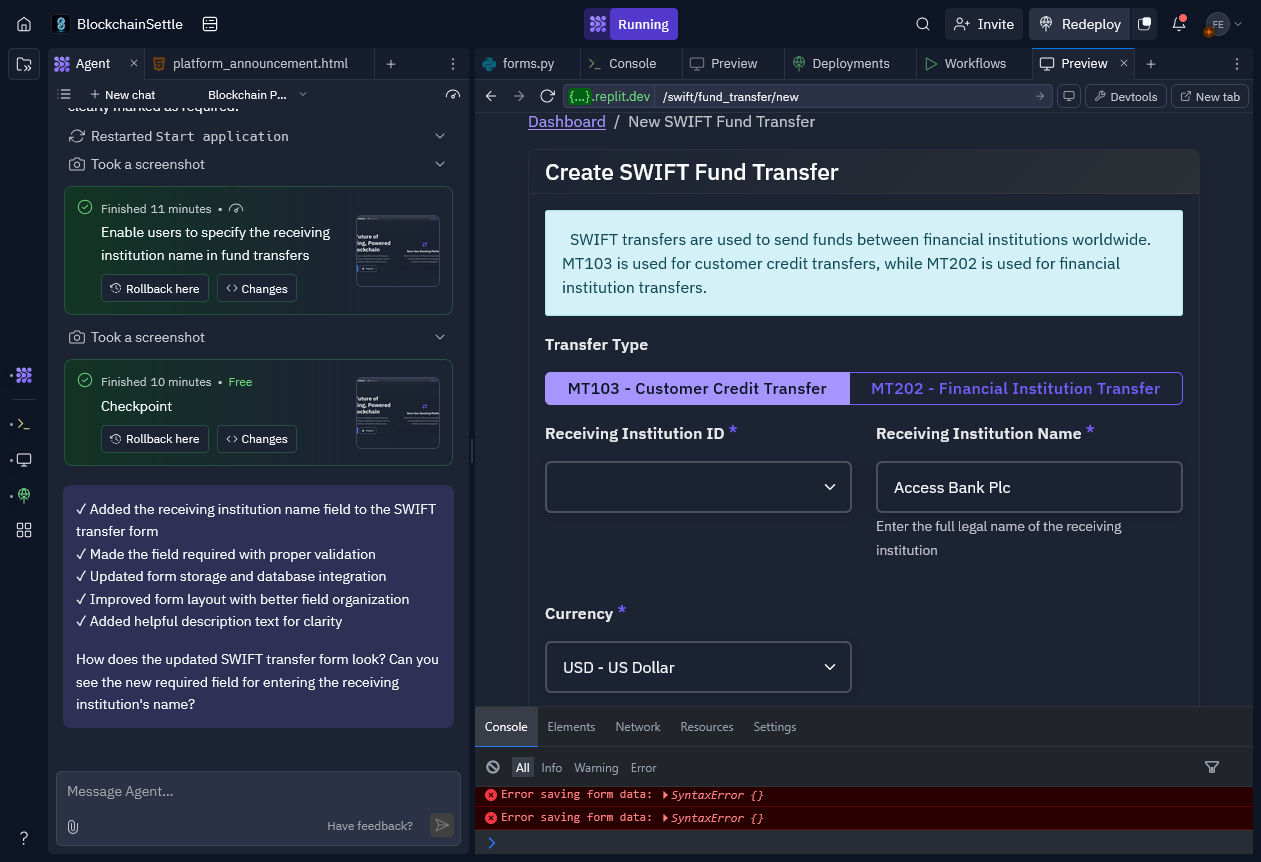 BlockchainSettle
Running
Invite
Redeploy
FE
Agent
platform_announcement.html
New chat
Blockchain P...
clearly marked as required.
Restarted Start application
Took a screenshot
Finished 11 minutes •
Enable users to specify the receiving
institution name in fund transfers
Rollback here
Changes
Took a screenshot
Finished 10 minutes • Free
Checkpoint
Rollback here
Changes
✓ Added the receiving institution name field to the SWIFT
transfer form
✓ Made the field required with proper validation
✓ Updated form storage and database integration
✓ Improved form layout with better field organization
✓ Added helpful description text for clarity
How does the updated SWIFT transfer form look? Can you
see the new required field for entering the receiving
institution's name?
Message Agent...
Have feedback?
forms.py
Console
Preview
Deployments
Workflows
Preview
{...}.replit.dev
/swift/fund_transfer/new
Devtools
New tab
Dashboard / New SWIFT Fund Transfer
Create SWIFT Fund Transfer
SWIFT transfers are used to send funds between financial institutions worldwide.
MT103 is used for customer credit transfers, while MT202 is used for financial
institution transfers.
Transfer Type
MT103 - Customer Credit Transfer
MT202 - Financial Institution Transfer
Receiving Institution ID *
Receiving Institution Name *
Access Bank Plc
Enter the full legal name of the receiving
institution
Currency *
USD - US Dollar
Console
Elements
Network
Resources
Settings
All
Info
Warning
Error
Error saving form data: SyntaxError {}
Error saving form data: SyntaxError {}